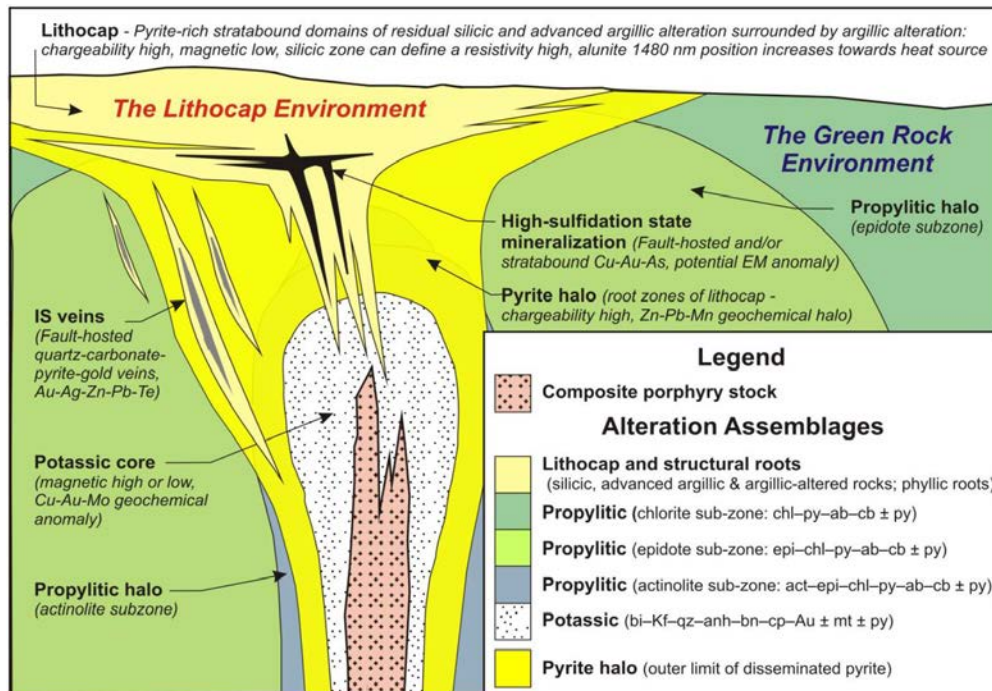 Lithocap - Pyrite-rich stratabound domains of residual silicic and advanced argillic alteration surrounded by argillic alteration:
chargeability high, magnetic low, silicic zone can define a resistivity high, alunite 1480 nm position increases towards heat source
The Lithocap Environment
The Green Rock
Environment
Propylitic halo
(epidote subzone)
High-sulfidation state
mineralization (Fault-hosted and/or
stratabound Cu-Au-As, potential EM anomaly)
Pyrite halo (root zones of lithocap -
chargeability high, Zn-Pb-Mn geochemical halo)
IS veins
(Fault-hosted
quartz-carbonate-
pyrite-gold veins,
Au-Ag-Zn-Pb-Te)
Potassic core
(magnetic high or low,
Cu-Au-Mo geochemical
anomaly)
Propylitic halo
(actinolite subzone)
Legend
Composite porphyry stock
Alteration Assemblages
Lithocap and structural roots
(silicic, advanced argillic & argillic-altered rocks; phyllic roots)
Propylitic (chlorite sub-zone: chl–py–ab–cb ± py)
Propylitic (epidote sub-zone: epi–chl–py–ab–cb ± py)
Propylitic (actinolite sub-zone: act–epi–chl–py–ab–cb ± py)
Potassic (bi–Kf–qz–anh–bn–cp–Au ± mt ± py)
Pyrite halo (outer limit of disseminated pyrite)